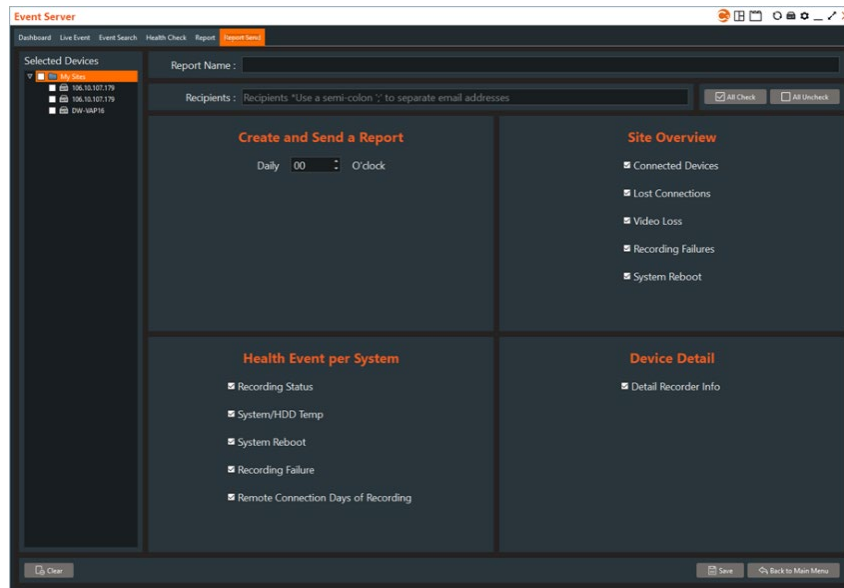 Event Server
Dashboard Live Event Event Search Health Check Report Report Send
Selected Devices
My Sites
106.10.107.179
106.10.107.179
DW-VAP16
Report Name :
Recipients : Recipients *Use a semi-colon ';' to separate email addresses
All Check All Uncheck
Create and Send a Report
Daily 00 O'clock
Site Overview
Connected Devices
Lost Connections
Video Loss
Recording Failures
System Reboot
Health Event per System
Recording Status
System/HDD Temp
System Reboot
Recording Failure
Remote Connection Days of Recording
Device Detail
Detail Recorder Info
Clear
Save Back to Main Menu